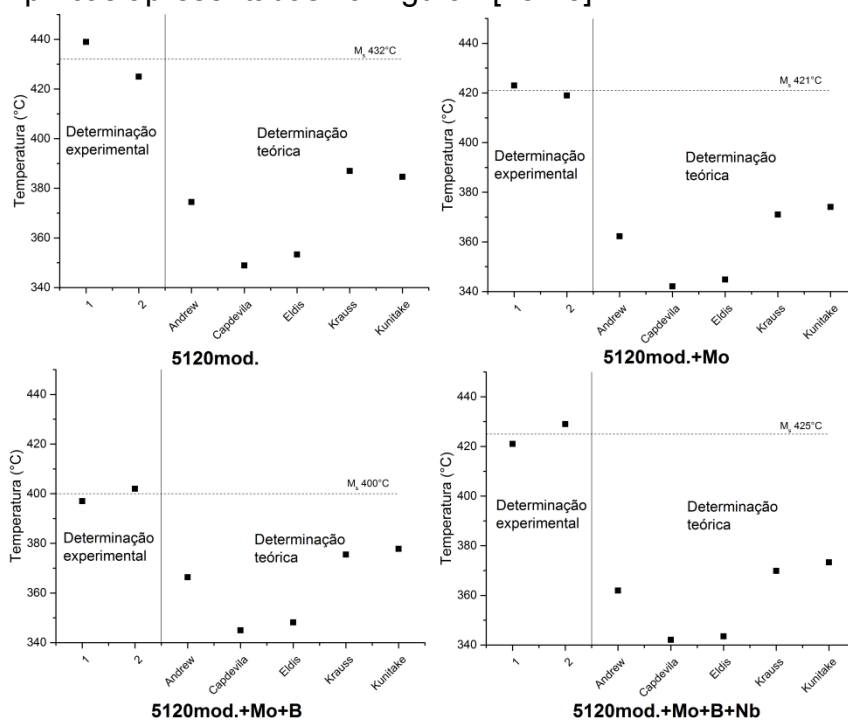 apresentados na Figura
Temperatura (°C)
440
420
400
380
360
340
Mₛ 432°C
Determinação
experimental
Determinação
teórica
1
2
Andrew
Capdevila
Eldis
Krauss
Kunitake
5120mod.
Temperatura (°C)
440
420
400
380
360
340
Mₛ 421°C
Determinação
experimental
Determinação
teórica
1
2
Andrew
Capdevila
Eldis
Krauss
Kunitake
5120mod.+Mo
Temperatura (°C)
440
420
400
380
360
340
Mₛ 400°C
Determinação
experimental
Determinação
teórica
1
2
Andrew
Capdevila
Eldis
Krauss
Kunitake
5120mod.+Mo+B
Temperatura (°C)
440
420
400
380
360
340
Mₛ 425°C
Determinação
experimental
Determinação
teórica
1
2
Andrew
Capdevila
Eldis
Krauss
Kunitake
5120mod.+Mo+B+Nb